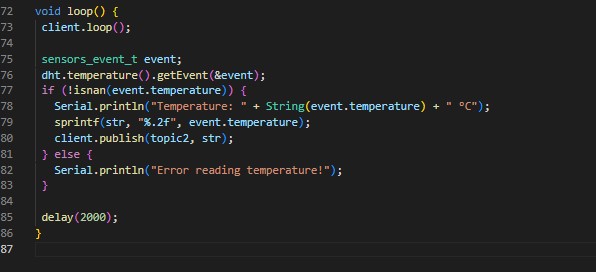 72 void loop() {
73 client.loop();
74
75 sensors_event_t event;
76 dht.temperature().getEvent(&event);
77 if (!isnan(event.temperature)) {
78 Serial.println("Temperature: " + String(event.temperature) + " ºC");
79 sprintf(str, "%.2f", event.temperature);
80 client.publish(topic2, str);
81 } else {
82 Serial.println("Error reading temperature!");
83 }
84
85 delay(2000);
86 }
87